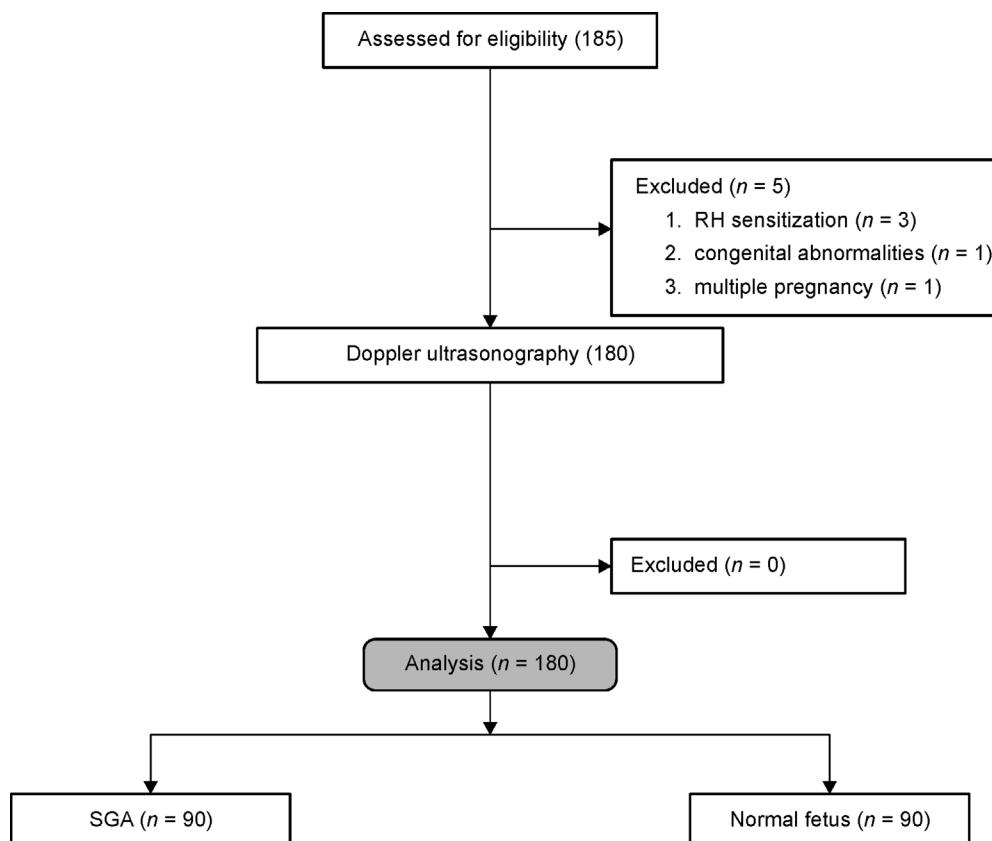 Assessed for eligibility (185)
Excluded (n = 5)
1. RH sensitization (n = 3)
2. congenital abnormalities (n = 1)
3. multiple pregnancy (n = 1)
Doppler ultrasonography (180)
Excluded (n = 0)
Analysis (n = 180)
SGA (n = 90)
Normal fetus (n = 90)